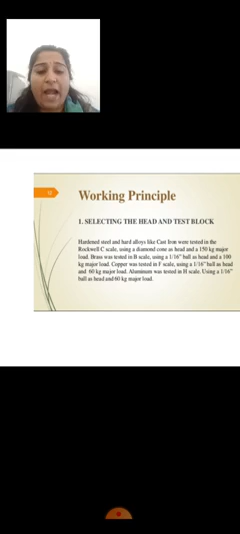 Working Principle
1. SELECTING THE HEAD AND TEST BLOCK
Hardened steel and hard alloys like Cast Iron were tested in the
Rockwell C scale, using a diamond cone as head and a 150 kg major
load. Brass was tested in B scale, using a 1/16" ball as head and a 100
kg major load. Copper was tested in F scale, using a 1/16" ball as head
and 60 kg major load. Aluminum was tested in H scale. Using a 1/16"
ball as head and 60 kg major load.